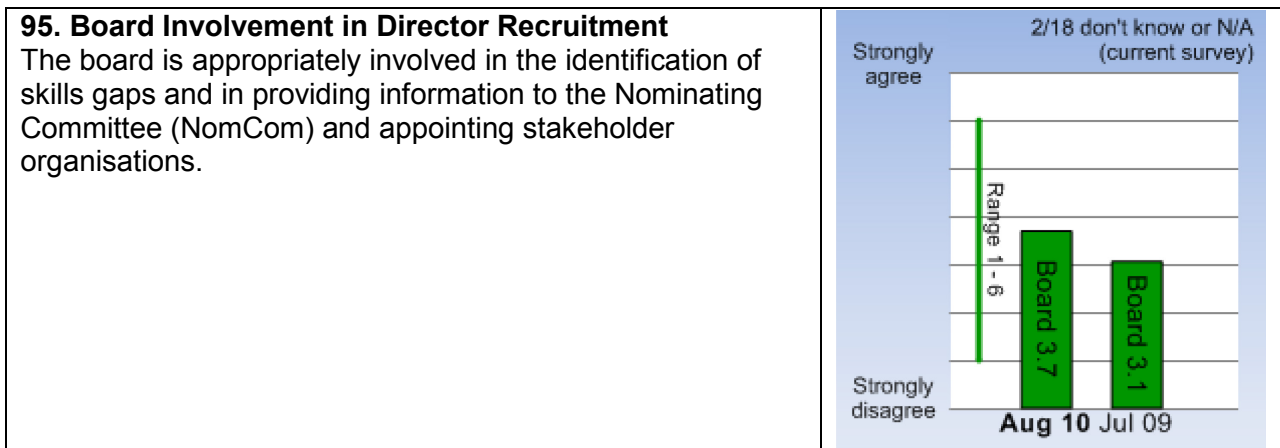 95. Board Involvement in Director Recruitment
The board is appropriately involved in the identification of
skills gaps and in providing information to the Nominating
Committee (NomCom) and appointing stakeholder
organisations.
2/18 don't know or N/A
(current survey)
Strongly
agree
Range 1 - 6
Board 3.7
Board 3.1
Strongly
disagree
Aug 10 Jul 09